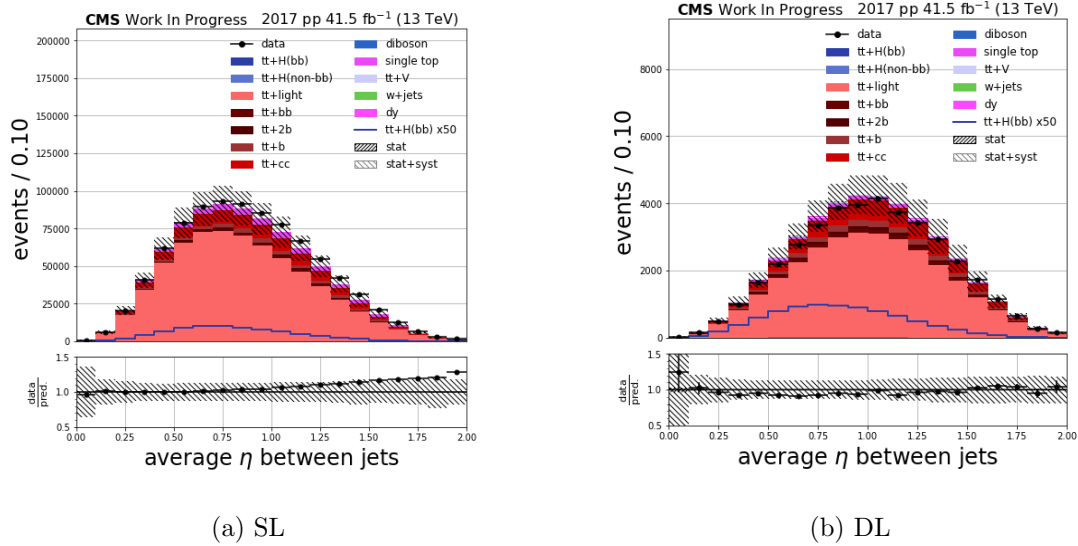 CMS Work In Progress 2017 pp 41.5 fb⁻¹ (13 TeV)
events / 0.10
200000
175000
150000
125000
100000
75000
50000
25000
0
data
tt+H(bb)
tt+H(non-bb)
tt+light
tt+bb
tt+2b
tt+b
tt+cc
diboson
single top
tt+V
w+jets
dy
tt+H(bb) x50
stat
stat+syst
data
pred.
1.5
1.0
0.5
0.00 0.25 0.50 0.75 1.00 1.25 1.50 1.75 2.00
average η between jets
(a) SL
CMS Work In Progress 2017 pp 41.5 fb⁻¹ (13 TeV)
events / 0.10
8000
6000
4000
2000
0
data
tt+H(bb)
tt+H(non-bb)
tt+light
tt+bb
tt+2b
tt+b
tt+cc
diboson
single top
tt+V
w+jets
dy
tt+H(bb) x50
stat
stat+syst
data
pred.
1.5
1.0
0.5
0.00 0.25 0.50 0.75 1.00 1.25 1.50 1.75 2.00
average η between jets
(b) DL